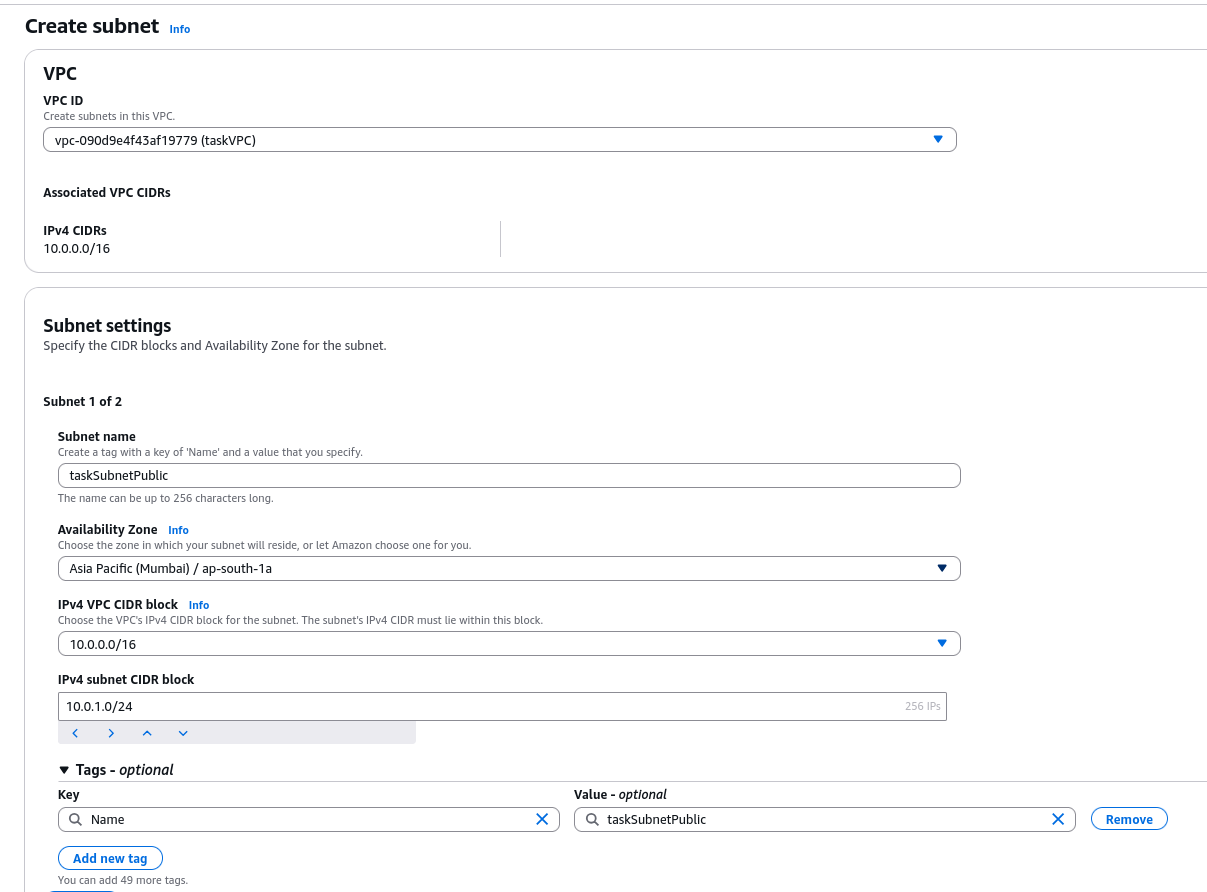 Create subnet Info
VPC
VPC ID
Create subnets in this VPC.
vpc-090d9e4f43af19779 (taskVPC)
Associated VPC CIDRs
IPv4 CIDRs
10.0.0.0/16
Subnet settings
Specify the CIDR blocks and Availability Zone for the subnet.
Subnet 1 of 2
Subnet name
Create a tag with a key of 'Name' and a value that you specify.
taskSubnetPublic
The name can be up to 256 characters long.
Availability Zone Info
Choose the zone in which your subnet will reside, or let Amazon choose one for you.
Asia Pacific (Mumbai) / ap-south-1a
IPv4 VPC CIDR block Info
Choose the VPC's IPv4 CIDR block for the subnet. The subnet's IPv4 CIDR must lie within this block.
10.0.0.0/16
IPv4 subnet CIDR block
10.0.1.0/24 256 IPs
Tags - optional
Key Value - optional
Name taskSubnetPublic Remove
Add new tag
You can add 49 more tags.